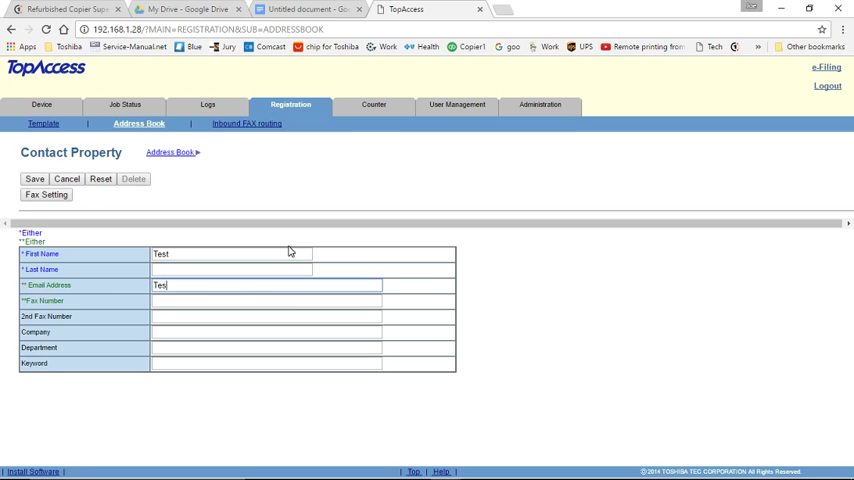 Refurbished Copier Supe
My Drive - Google Drive
Untitled document - Goo
TopAccess
192.168.1.28/?MAIN=REGISTRATION&SUB=ADDRESSBOOK
Apps Toshiba Service-Manual.net Blue Jury Comcast chip for Toshiba Work Health Copier1 goo Work UPS Remote printing from Tech » Other bookmarks
TopAccess
e-Filing
Logout
Device Job Status Logs Registration Counter User Management Administration
Template | Address Book | Inbound FAX routing
Contact Property Address Book
Save Cancel Reset Delete
Fax Setting
*Either
**Either
* First Name Test
* Last Name
** Email Address Tes
**Fax Number
2nd Fax Number
Company
Department
Keyword
| Install Software | | Top | Help | ©2014 TOSHIBA TEC CORPORATION All Rights Reserved.